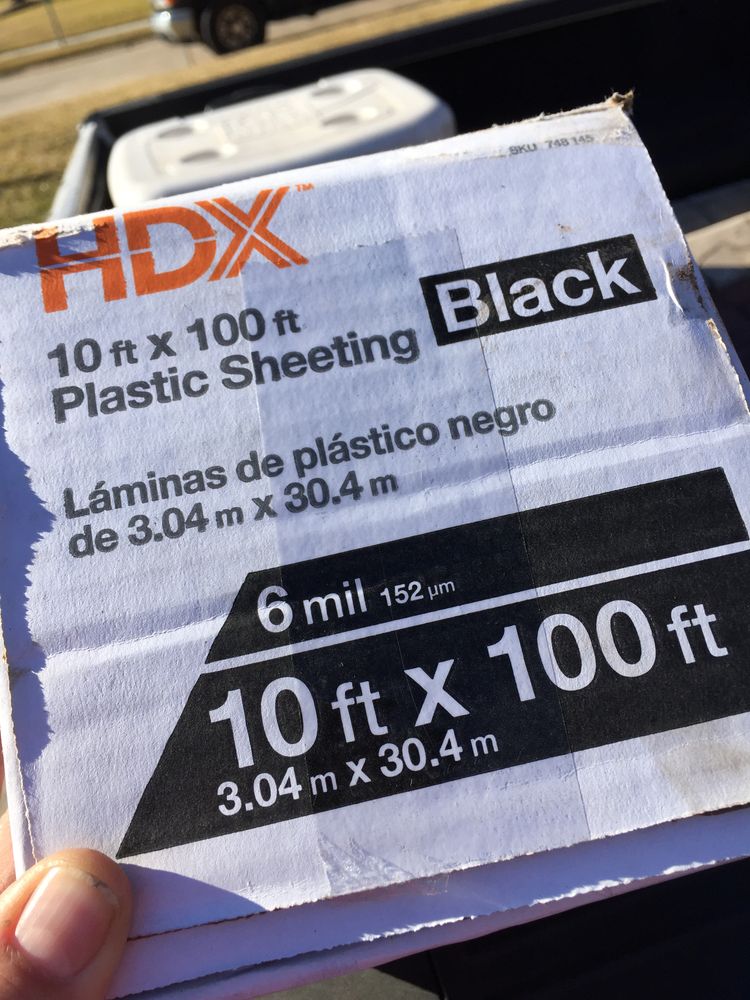 SKU 748 145
HDX™
10 ft x 100 ft
Plastic Sheeting
Black
Láminas de plástico negro
de 3.04 m x 30.4 m
6 mil 152 µm
10 ft x 100 ft
3.04 m x 30.4 m